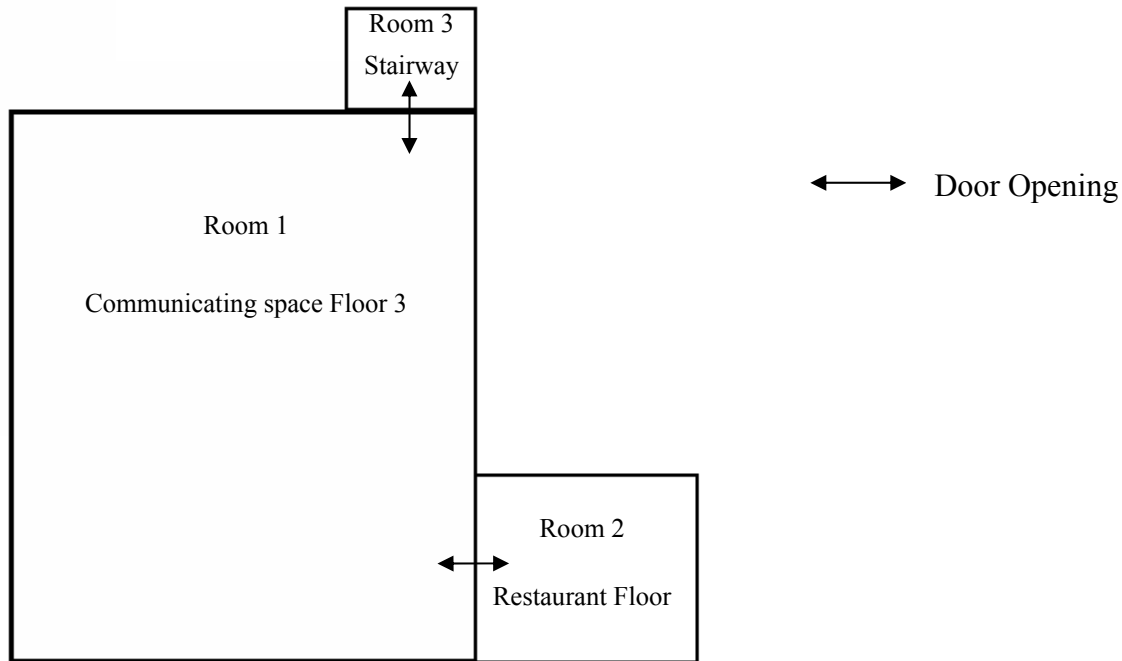 Room 3
Stairway
Door Opening
Room 1
Communicating space Floor 3
Room 2
Restaurant Floor